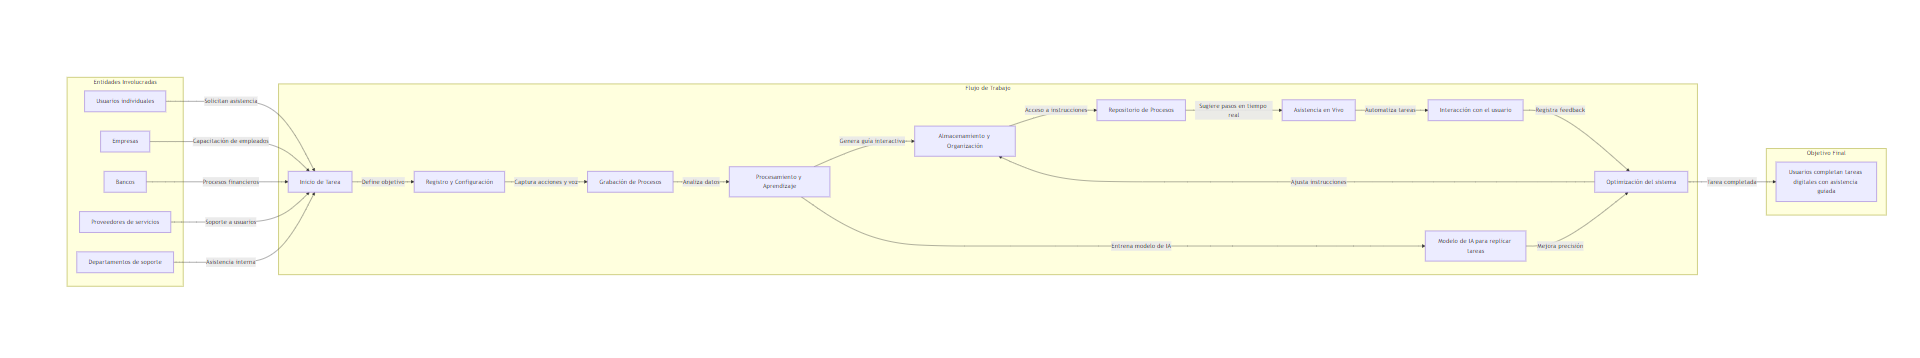 Entidades Involucradas
Usuarios Individuales
Empresas
Bancos
Proveedores de servicios
Departamentos de soporte
Solicitan asistencia
Capacitación de empleados
Procesos financieros
Soporte a usuarios
Asistencia interna
Flujo de Trabajo
Inicio de Tarea
Define objetivo
Registro y Configuración
Captura acciones y voz
Grabación de Procesos
Analiza datos
Procesamiento y
Aprendizaje
Genera guía interactiva
Almacenamiento y
Organización
Acceso a instrucciones
Repositorio de Procesos
Sugiere pasos en tiempo
real
Asistencia en Vivo
Automatiza tareas
Interacción con el usuario
Registra feedback
Ajusta instrucciones
Optimización del sistema
Entrena modelo de IA
Modelo de IA para replicar
tareas
Mejora precisión
Tarea completada
Objetivo Final
Usuarios completan tareas
digitales con asistencia
guiada